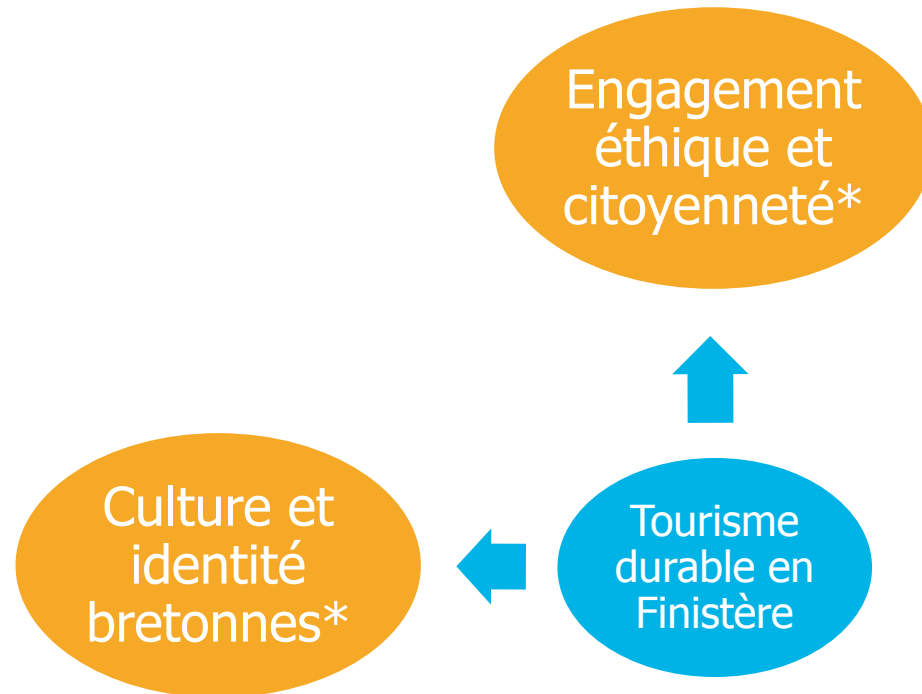 Engagement
éthique et
citoyenneté*
Culture et
identité
bretonnes*
Tourisme
durable en
Finistère